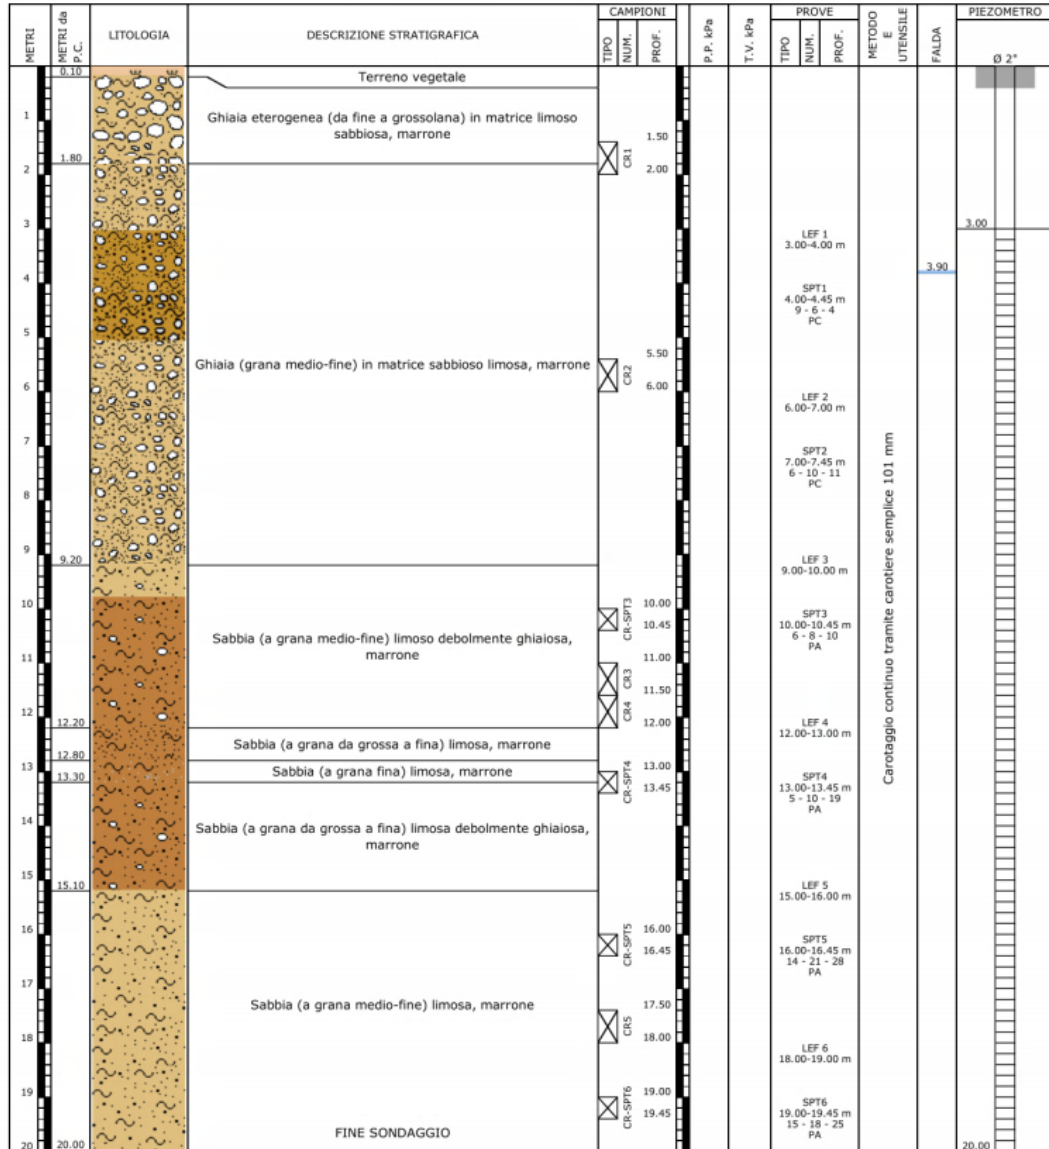 METRI
METRI da P.C.
LITOLOGIA
DESCRIZIONE STRATIGRAFICA
CAMPIONI
TIPO
NUM.
PROF.
P.P. kPa
T.V. kPa
PROVE
TIPO
NUM.
PROF.
METODO
E
UTENSILE
FALDA
PIEZOMETRO
Ø 2"
0.10
Terreno vegetale
1
Ghiaia eterogenea (da fine a grossolana) in matrice limoso
sabbiosa, marrone
1.50
CR1
1.80
2
2.00
3
3.00
LEF 1
3.00-4.00 m
3.90
4
SPT1
4.00-4.45 m
9 - 6 - 4
PC
5
Ghiaia (grana medio-fine) in matrice sabbioso limosa, marrone
5.50
CR2
6
6.00
LEF 2
6.00-7.00 m
7
SPT2
7.00-7.45 m
6 - 10 - 11
PC
8
Carotaggio continuo tramite carotiere semplice 101 mm
9
9.20
LEF 3
9.00-10.00 m
10
10.00
CR-SPT3
10.45
SPT3
10.00-10.45 m
6 - 8 - 10
PA
Sabbia (a grana medio-fine) limoso debolmente ghiaiosa,
marrone
11
11.00
CR3
11.50
CR4
12
12.00
12.20
LEF 4
12.00-13.00 m
Sabbia (a grana da grossa a fina) limosa, marrone
12.80
13
Sabbia (a grana fina) limosa, marrone
13.00
CR-SPT4
13.45
13.30
SPT4
13.00-13.45 m
5 - 10 - 19
PA
14
Sabbia (a grana da grossa a fina) limosa debolmente ghiaiosa,
marrone
15
15.10
LEF 5
15.00-16.00 m
16
16.00
CR-SPT5
16.45
SPT5
16.00-16.45 m
14 - 21 - 28
PA
17
Sabbia (a grana medio-fine) limosa, marrone
17.50
CR5
18
18.00
LEF 6
18.00-19.00 m
19
19.00
CR-SPT6
19.45
SPT6
19.00-19.45 m
15 - 18 - 25
PA
FINE SONDAGGIO
20
20.00
20.00